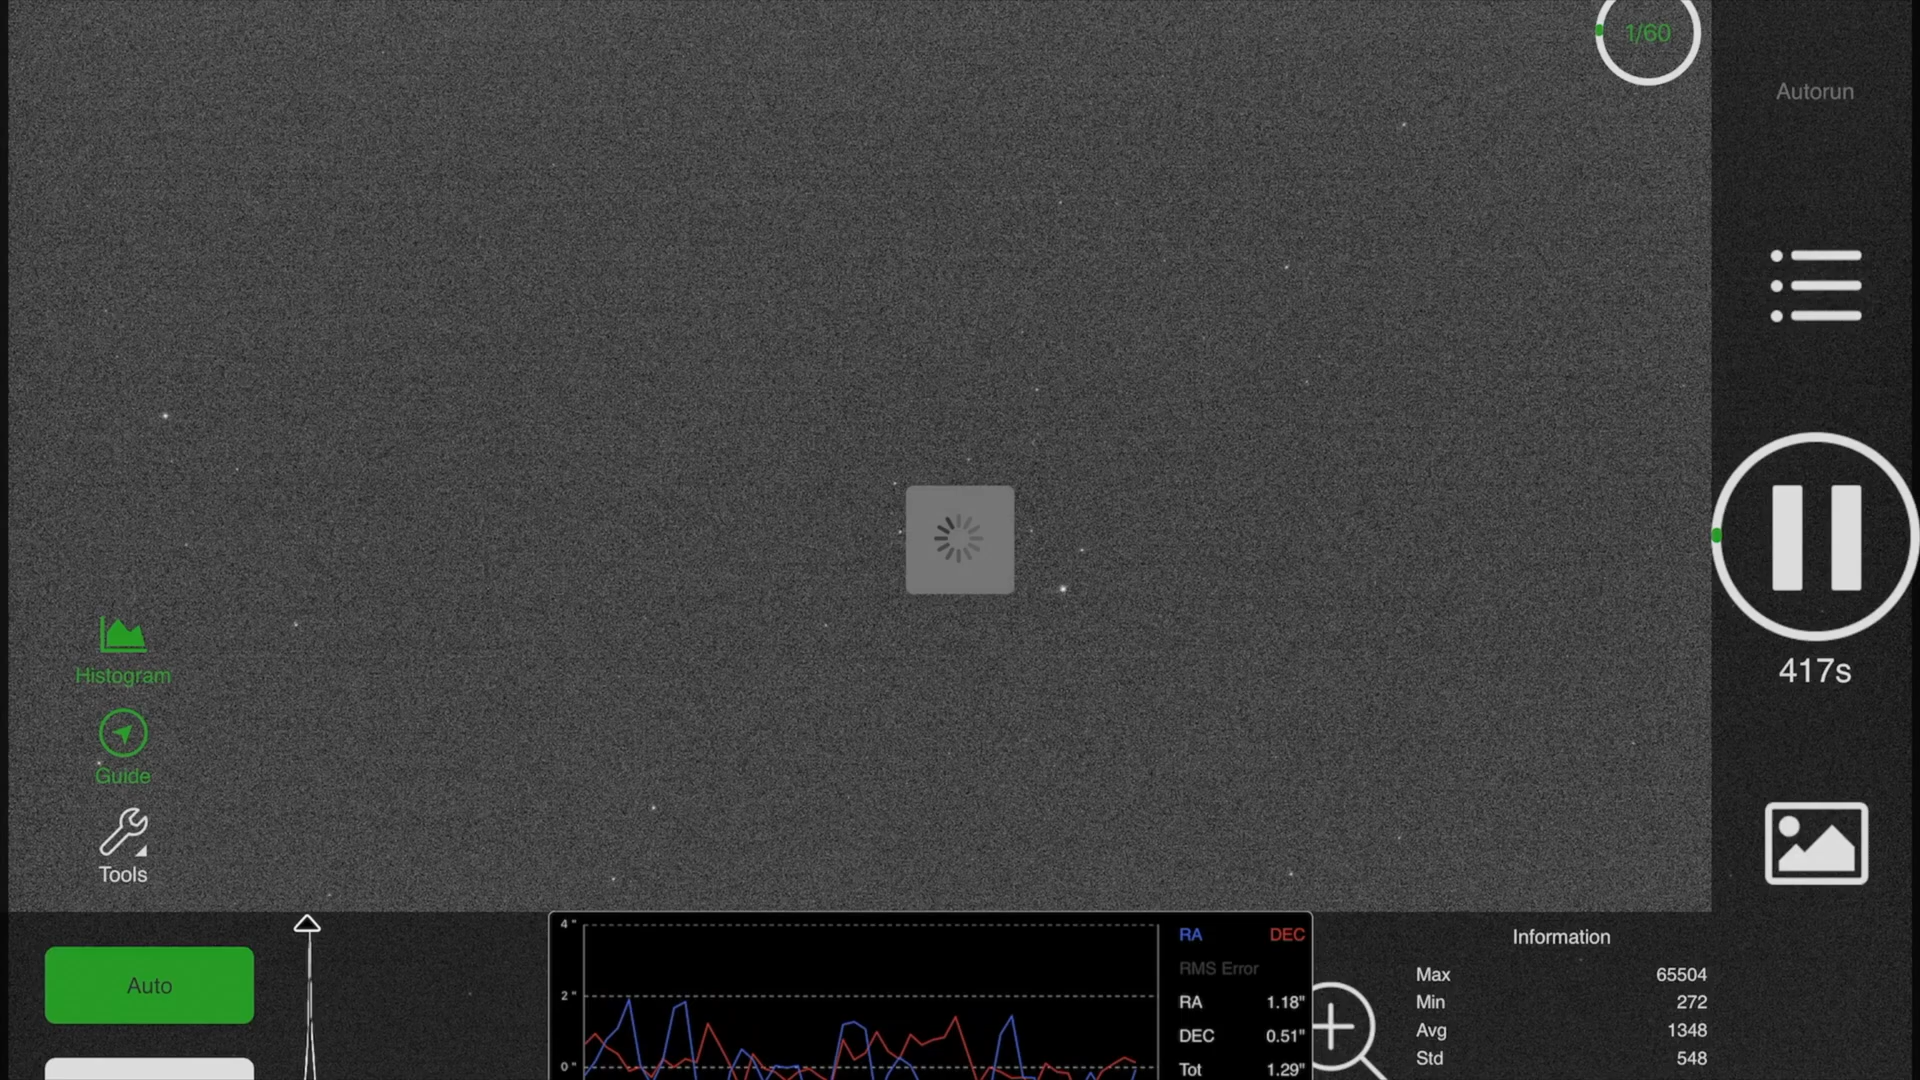 1/60
Autorun
417s
Histogram
Guide
Tools
Auto
4"
2"
0"
RA DEC
RMS Error
RA 1.18"
DEC 0.51"
Tot 1.29"
Information
Max 65504
Min 272
Avg 1348
Std 548